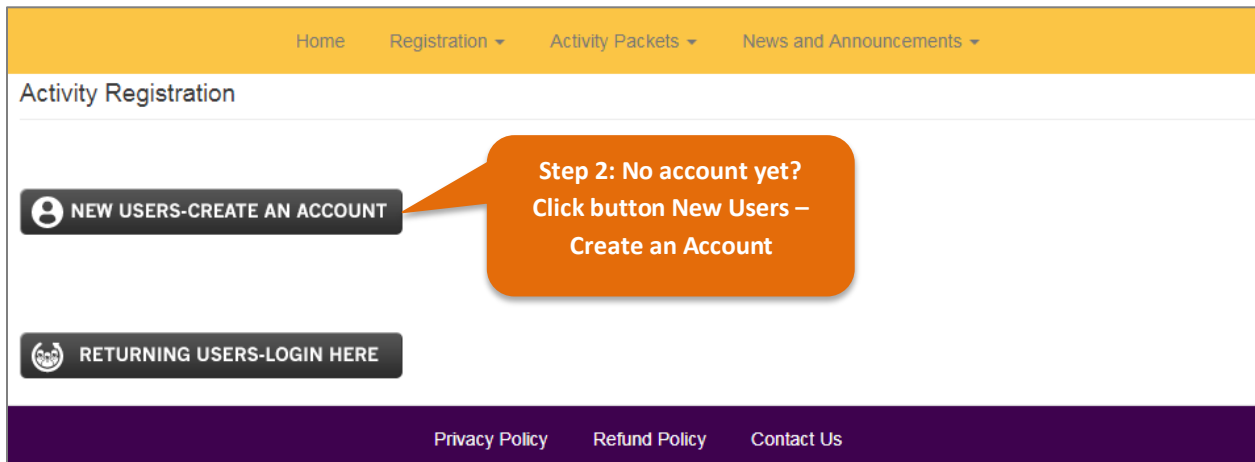 Home Registration Activity Packets News and Announcements
Activity Registration
Step 2: No account yet?
Click button New Users –
Create an Account
NEW USERS-CREATE AN ACCOUNT
RETURNING USERS-LOGIN HERE
Privacy Policy Refund Policy Contact Us